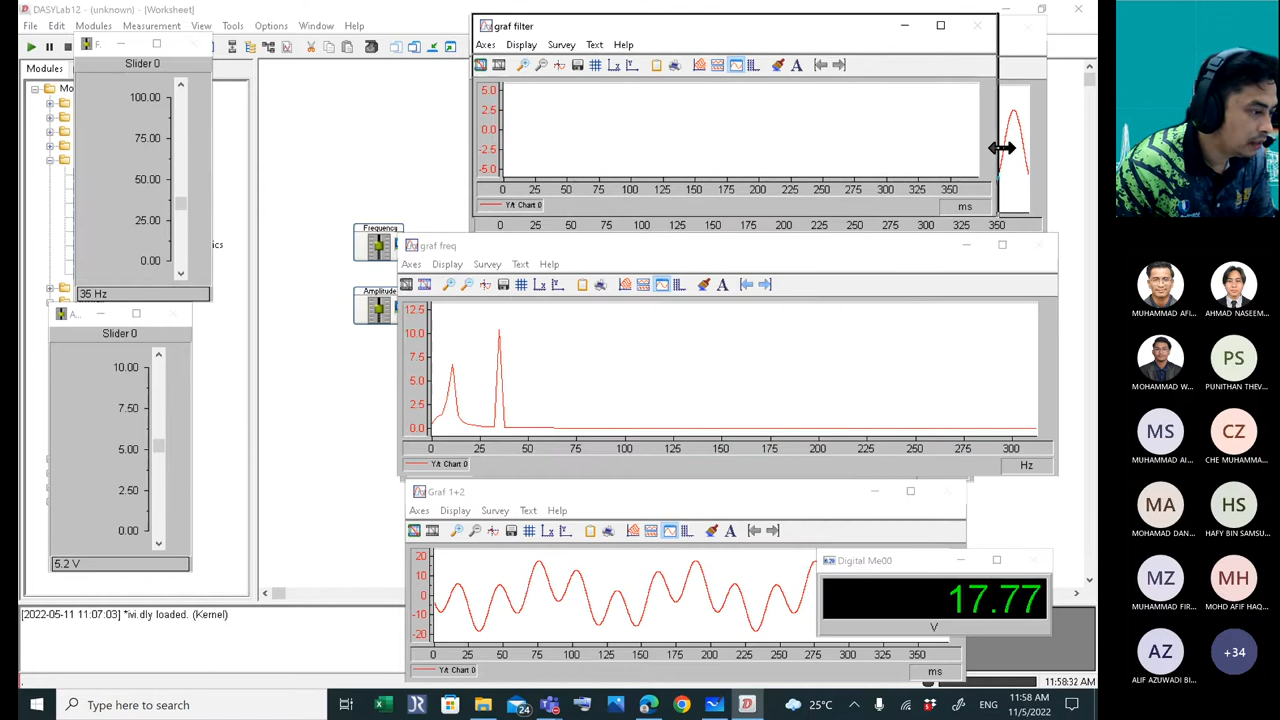 DASYLab12 - (unknown) - [Worksheet]
File Edit Modules Measurement View Tools Options Window Help
Modules
Mo
F.
Slider 0
100.00
75.00
50.00
25.00
0.00
35 Hz
A...
Slider 0
10.00
7.50
5.00
2.50
0.00
5.2 V
Frequency
Amplitude
graf filter
Axes Display Survey Text Help
5.0
2.5
0.0
-2.5
-5.0
0 25 50 75 100 125 150 175 200 225 250 275 300 325 350
Y/t Chart 0
ms
50 75 100 125 150 175 200 225 250 275 300 325 350
graf freq
Axes Display Survey Text Help
12.5
10.0
7.5
5.0
2.5
0.0
0 25 50 75 100 125 150 175 200 225 250 275 300
Y/t Chart 0
Hz
Graf 1+2
Axes Display Survey Text Help
20
10
0
-10
-20
0 25 50 75 100 125 150 175 200 225 250 275 300 325 350
Y/t Chart 0
ms
Digital Me00
17.77
V
[2022-05-11 11:07:03] "ivi.dly loaded. (Kernel)
11:58:32 AM
Type here to search
24
25°C
ENG
11:58 AM
11/5/2022
MUHAMMAD AFI...
AHMAD NASEEM...
MOHAMMAD W...
PS
PUNITHAN THEV...
MS
MUHAMMAD AI...
CZ
CHE MUHAMMA...
MA
MOHAMAD DAN...
HS
HAFY BIN SAMSU...
MZ
MUHAMMAD FIR...
MH
MOHD AFIF HAQ...
AZ
ALIF AZUWADI BI...
+34